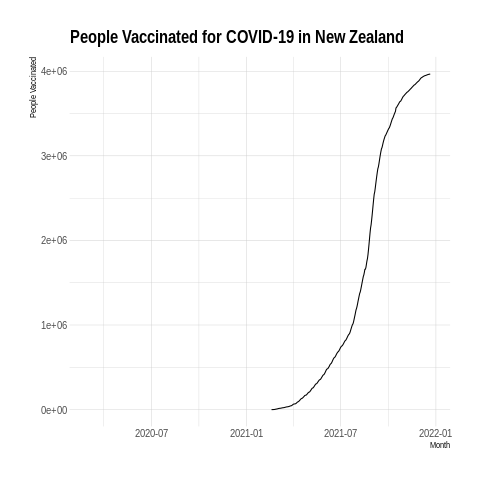 People Vaccinated for COVID-19 in New Zealand
People Vaccinated
4e+06
3e+06
2e+06
1e+06
0e+00
2020-07 2021-01 2021-07 2022-01
Month